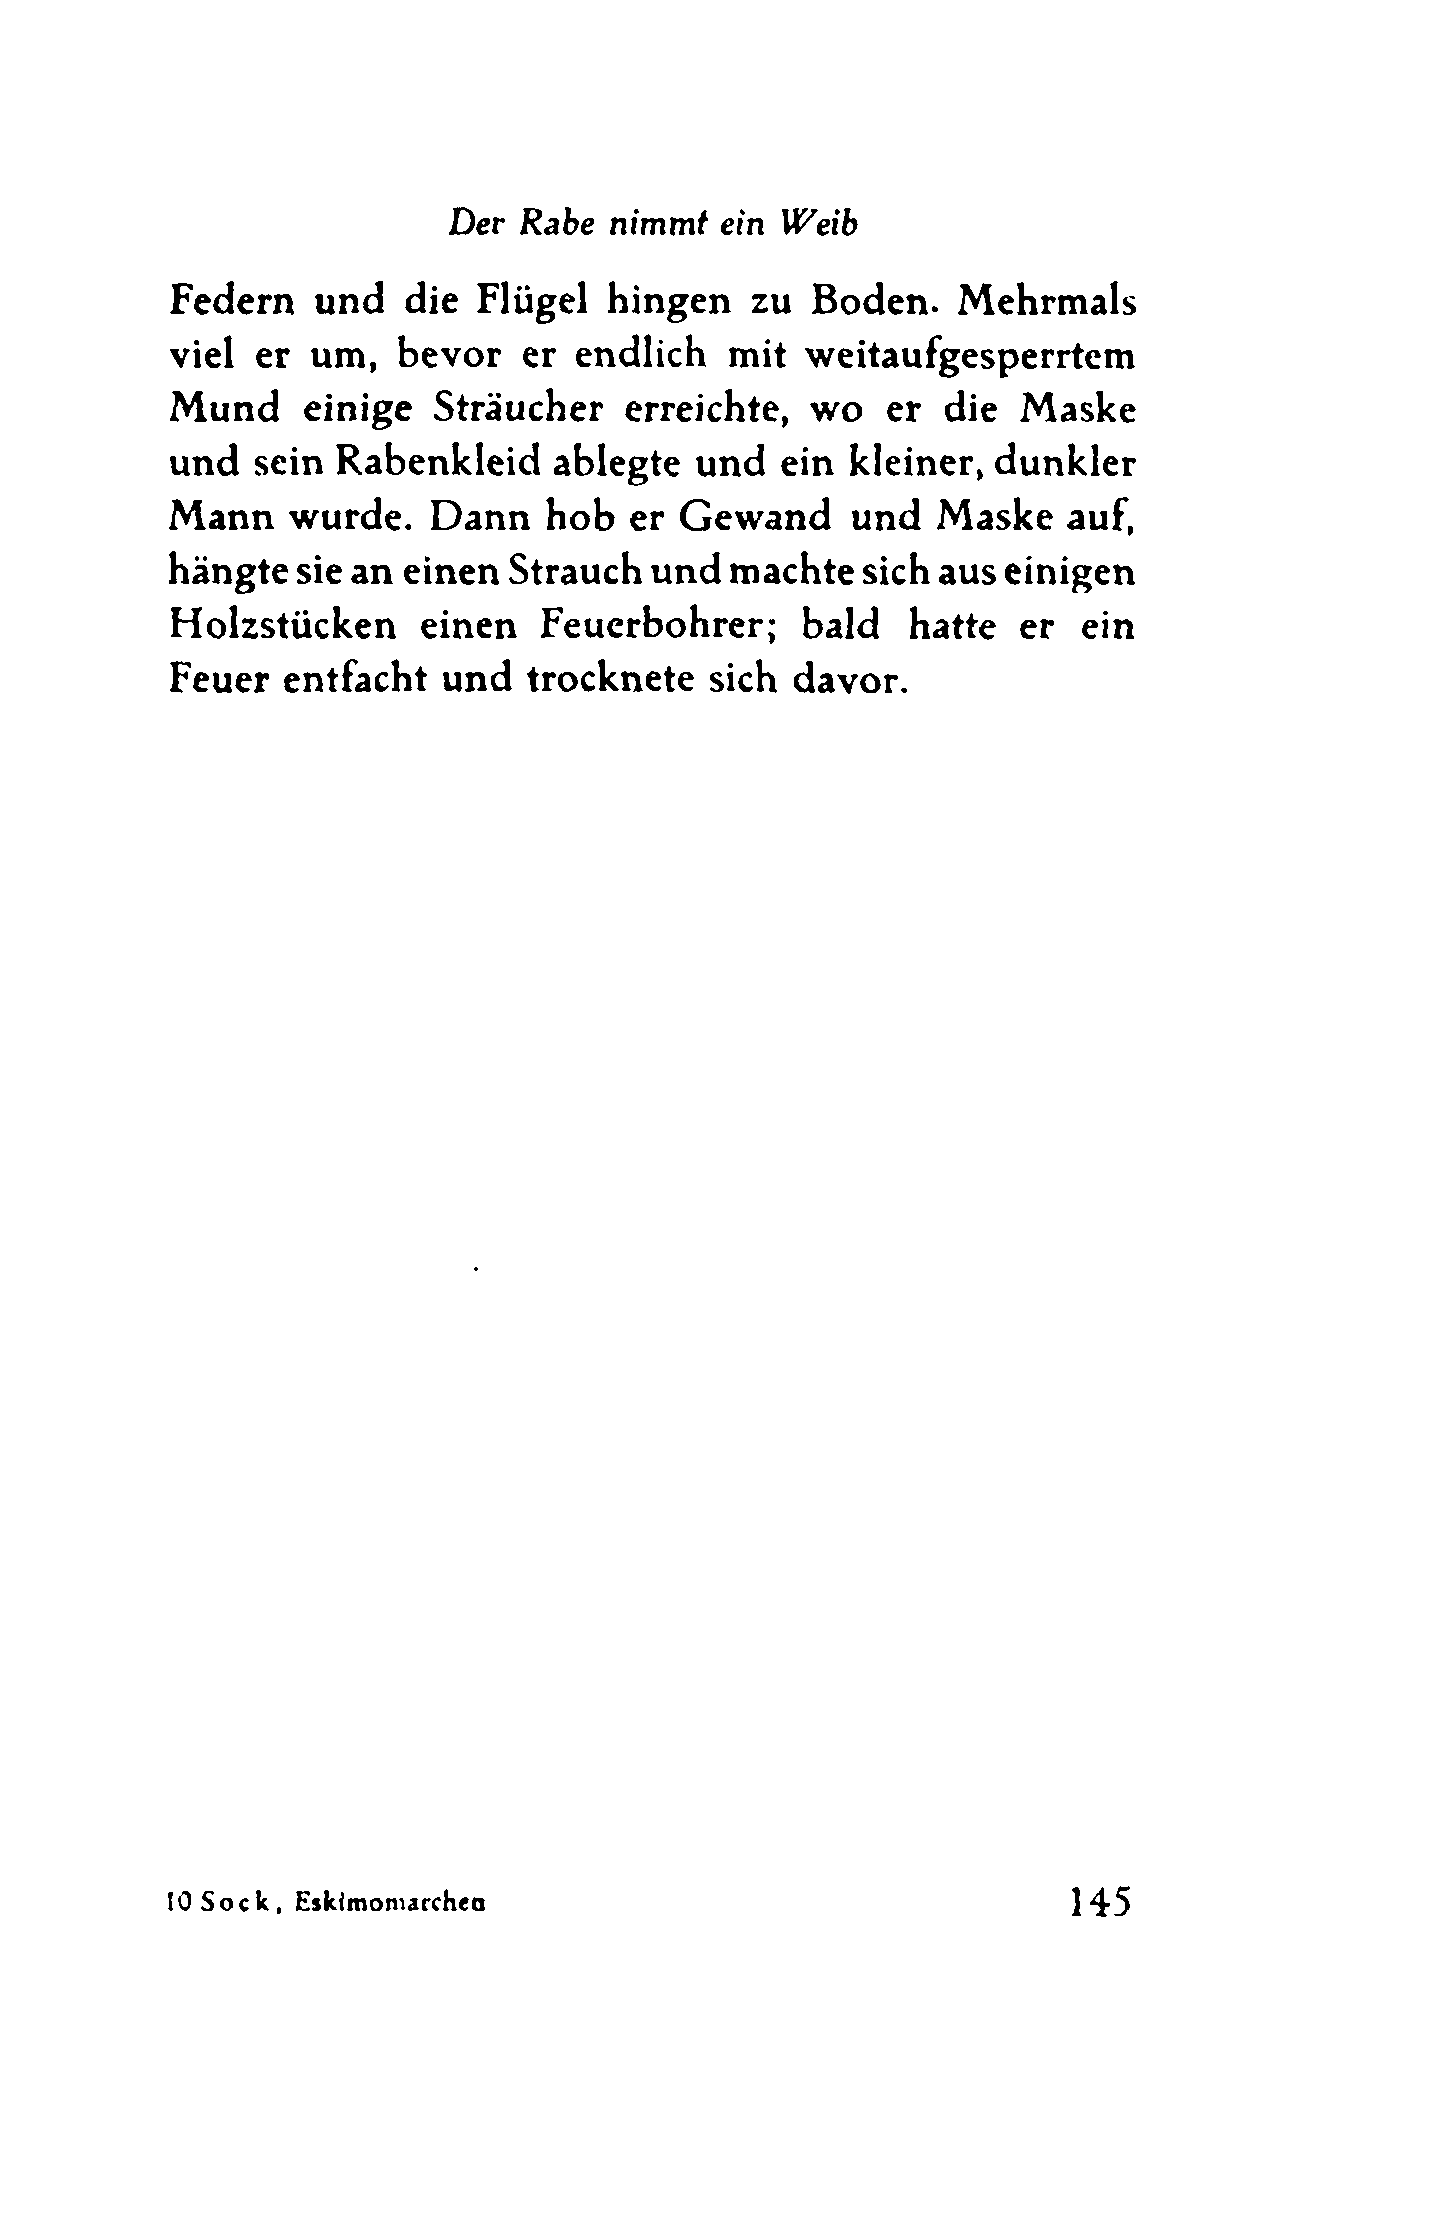 Der Rabe nimmt ein Weib
Federn und die Flügel hingen zu Boden. Mehrmals
viel er um, bevor er endlich mit weitaufgesperrtem
Mund einige Sträucher erreichte, wo er die Maske
und sein Rabenkleid ablegte und ein kleiner, dunkler
Mann wurde. Dann hob er Gewand und Maske auf,
hängte sie an einen Strauch und machte sich aus einigen
Holzstücken einen Feuerbohrer; bald hatte er ein
Feuer entfacht und trocknete sich davor.
10 Sock, Eskimomarchen
145